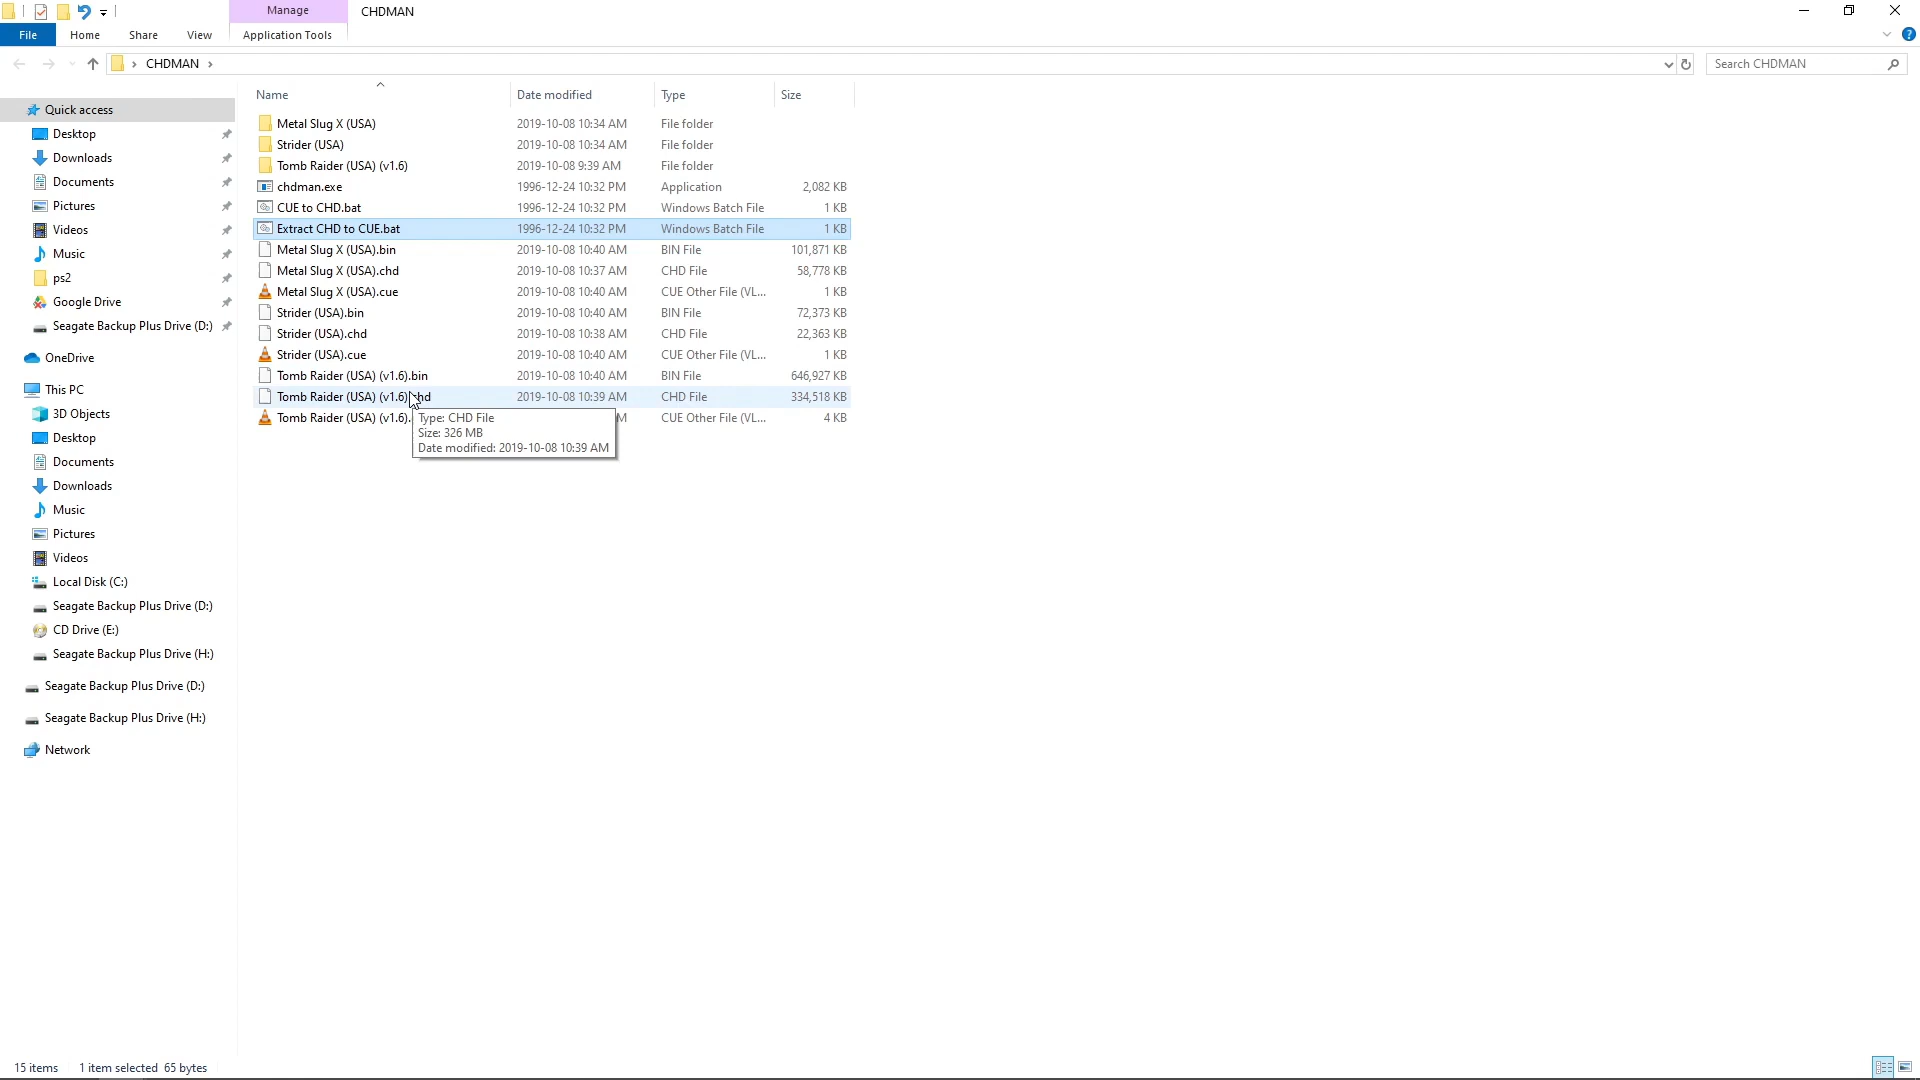 Manage
CHDMAN
File
Home
Share
View
Application Tools
CHDMAN
Search CHDMAN
Name
Date modified
Type
Size
Quick access
Desktop
Downloads
Documents
Pictures
Videos
Music
ps2
Google Drive
Seagate Backup Plus Drive (D:)
OneDrive
This PC
3D Objects
Desktop
Documents
Downloads
Music
Pictures
Videos
Local Disk (C:)
Seagate Backup Plus Drive (D:)
CD Drive (E:)
Seagate Backup Plus Drive (H:)
Seagate Backup Plus Drive (D:)
Seagate Backup Plus Drive (H:)
Network
Metal Slug X (USA) 2019-10-08 10:34 AM File folder
Strider (USA) 2019-10-08 10:34 AM File folder
Tomb Raider (USA) (v1.6) 2019-10-08 9:39 AM File folder
chdman.exe 1996-12-24 10:32 PM Application 2,082 KB
CUE to CHD.bat 1996-12-24 10:32 PM Windows Batch File 1 KB
Extract CHD to CUE.bat 1996-12-24 10:32 PM Windows Batch File 1 KB
Metal Slug X (USA).bin 2019-10-08 10:40 AM BIN File 101,871 KB
Metal Slug X (USA).chd 2019-10-08 10:37 AM CHD File 58,778 KB
Metal Slug X (USA).cue 2019-10-08 10:40 AM CUE Other File (VL... 1 KB
Strider (USA).bin 2019-10-08 10:40 AM BIN File 72,373 KB
Strider (USA).chd 2019-10-08 10:38 AM CHD File 22,363 KB
Strider (USA).cue 2019-10-08 10:40 AM CUE Other File (VL... 1 KB
Tomb Raider (USA) (v1.6).bin 2019-10-08 10:40 AM BIN File 646,927 KB
Tomb Raider (USA) (v1.6).chd 2019-10-08 10:39 AM CHD File 334,518 KB
Tomb Raider (USA) (v1.6). M CUE Other File (VL... 4 KB
Type: CHD File
Size: 326 MB
Date modified: 2019-10-08 10:39 AM
15 items 1 item selected 65 bytes